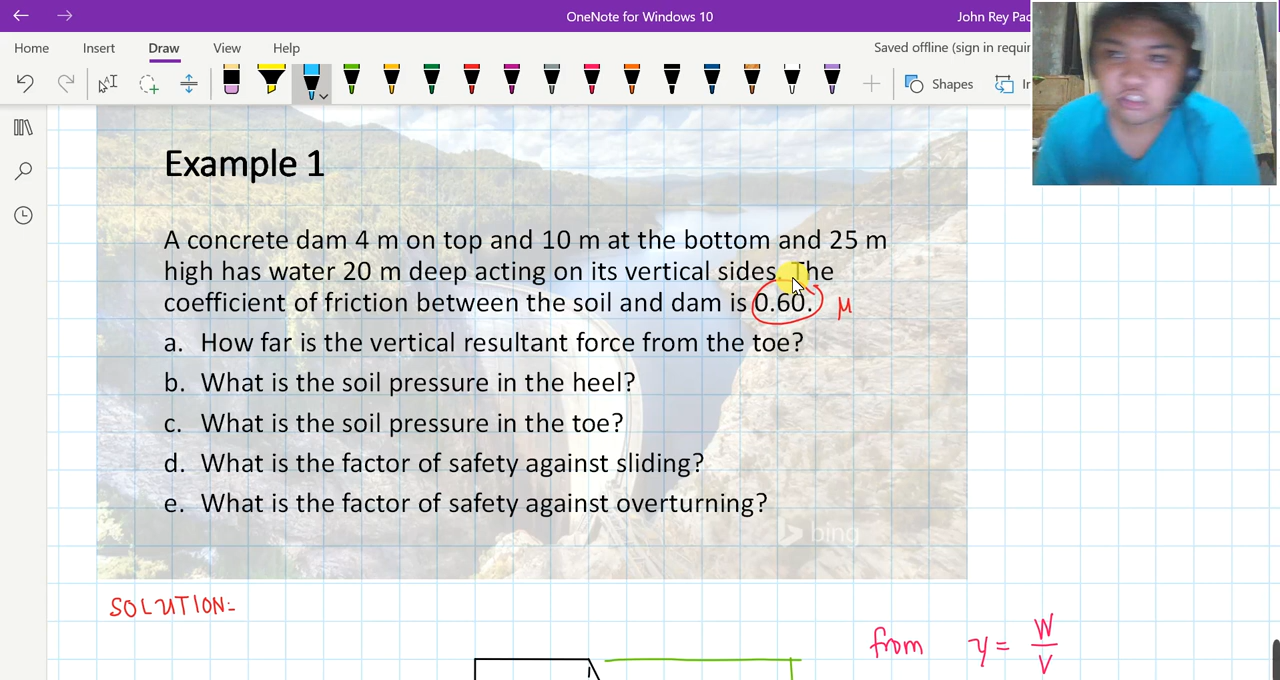 OneNote for Windows 10
John Rey Pac
Home Insert Draw View Help
Saved offline (sign in requir
Shapes
In
Example 1
A concrete dam 4 m on top and 10 m at the bottom and 25 m
high has water 20 m deep acting on its vertical sides. The
coefficient of friction between the soil and dam is 0.60. μ
a. How far is the vertical resultant force from the toe?
b. What is the soil pressure in the heel?
c. What is the soil pressure in the toe?
d. What is the factor of safety against sliding?
e. What is the factor of safety against overturning?
bing
SOLUTION:
from γ = W
V